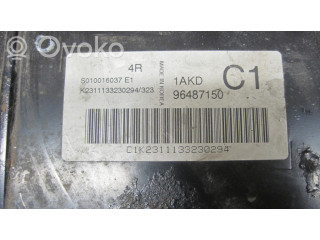 ovoko
4R
S010016037 E1
K2311133230294/323
MADE IN KOREA
1AKD
C1
96487150
C1K2311133230294